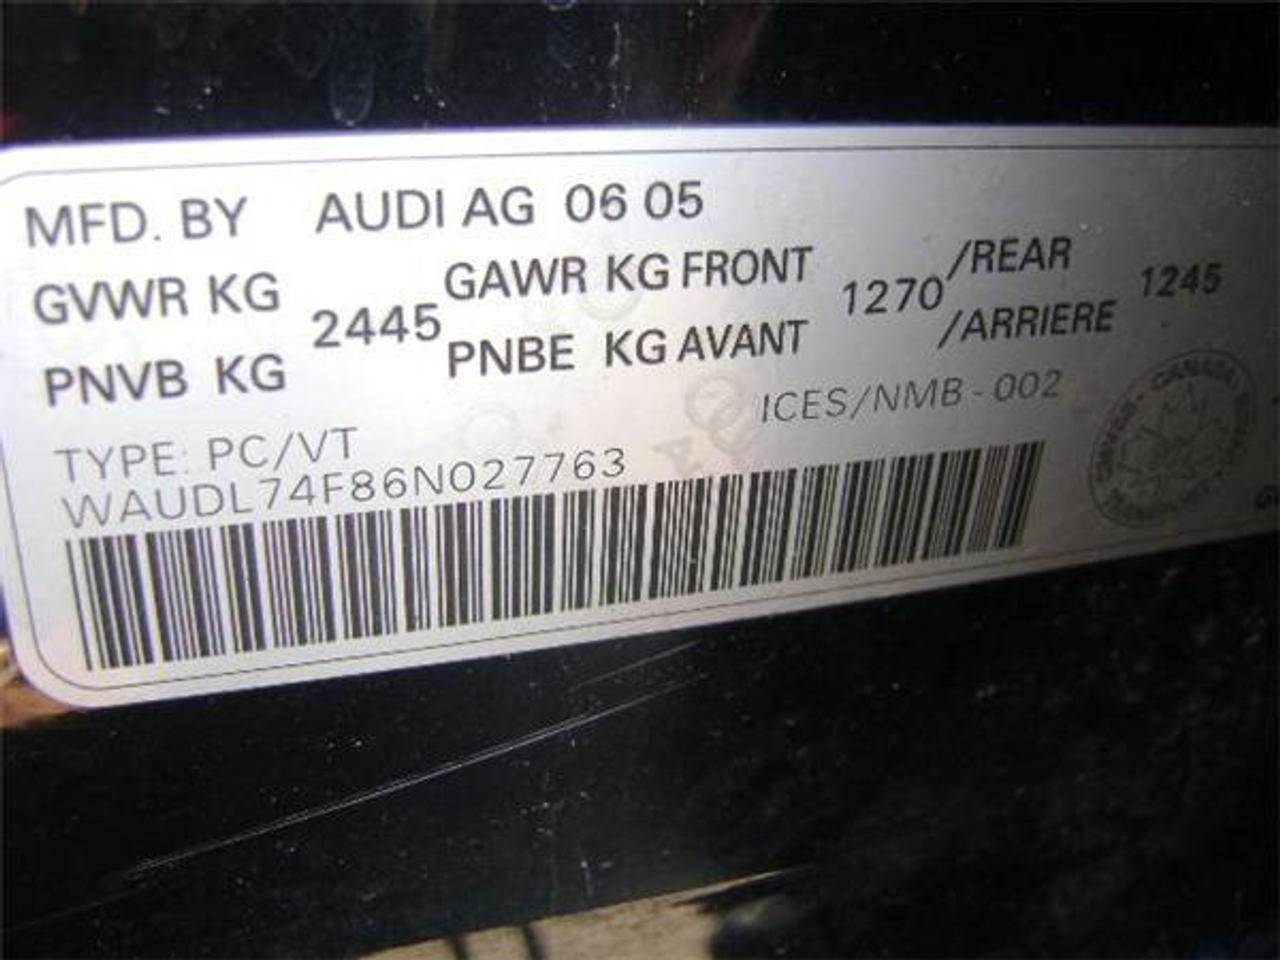 MFD. BY AUDI AG 06 05
GVWR KG 2445 GAWR KG FRONT 1270 /REAR 1245
PNVB KG PNBE KG AVANT /ARRIERE
TYPE: PC/VT ICES/NMB-002
WAUDL74F86N027763
CANADA